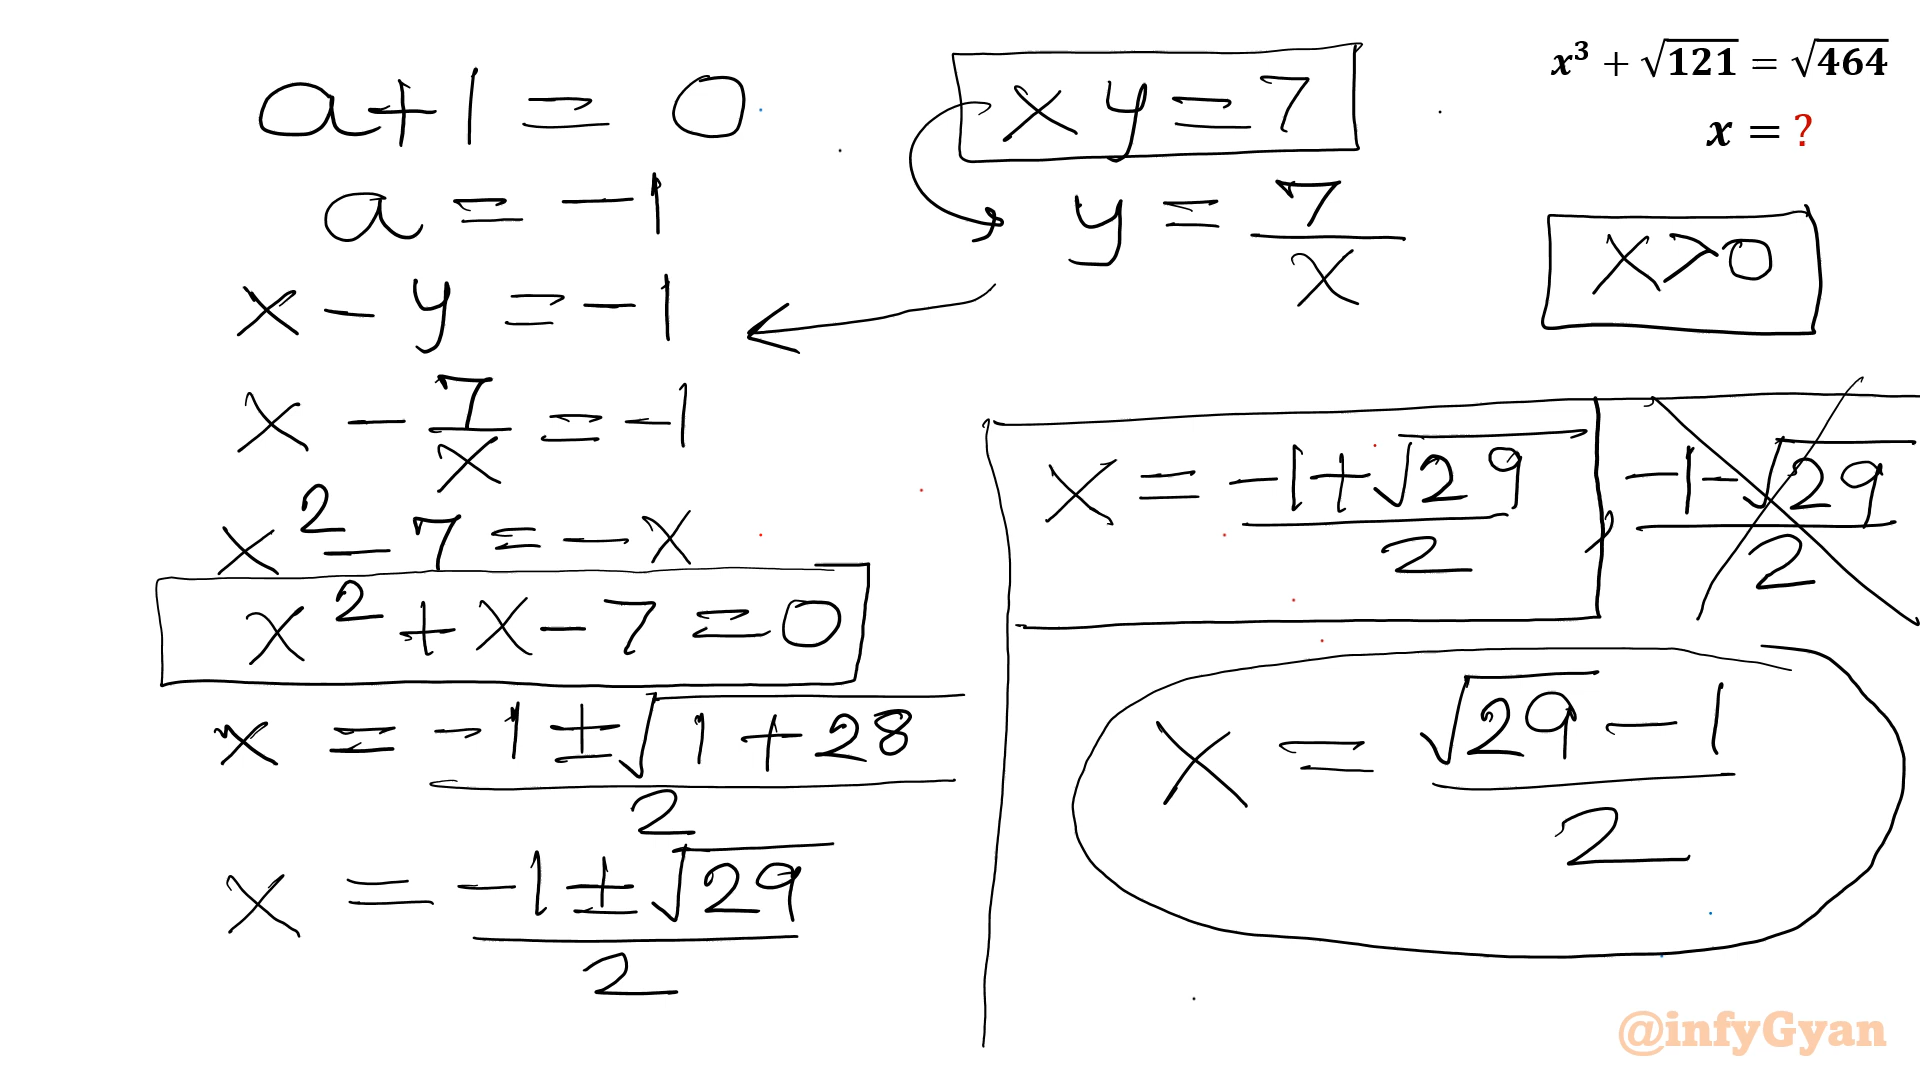 a+1 = 0
a = -1
x - y = -1
x - 7/x = -1
x² - 7 = -x
x² + x - 7 = 0
x = (-1 ± √(1+28))/2
x = (-1 ± √29)/2
xy = 7
y = 7/x
x³ + √121 = √464
x = ?
x > 0
x = (-1+√29)/2 , (-1-√29)/2
x = (√29 - 1)/2
@infyGyan